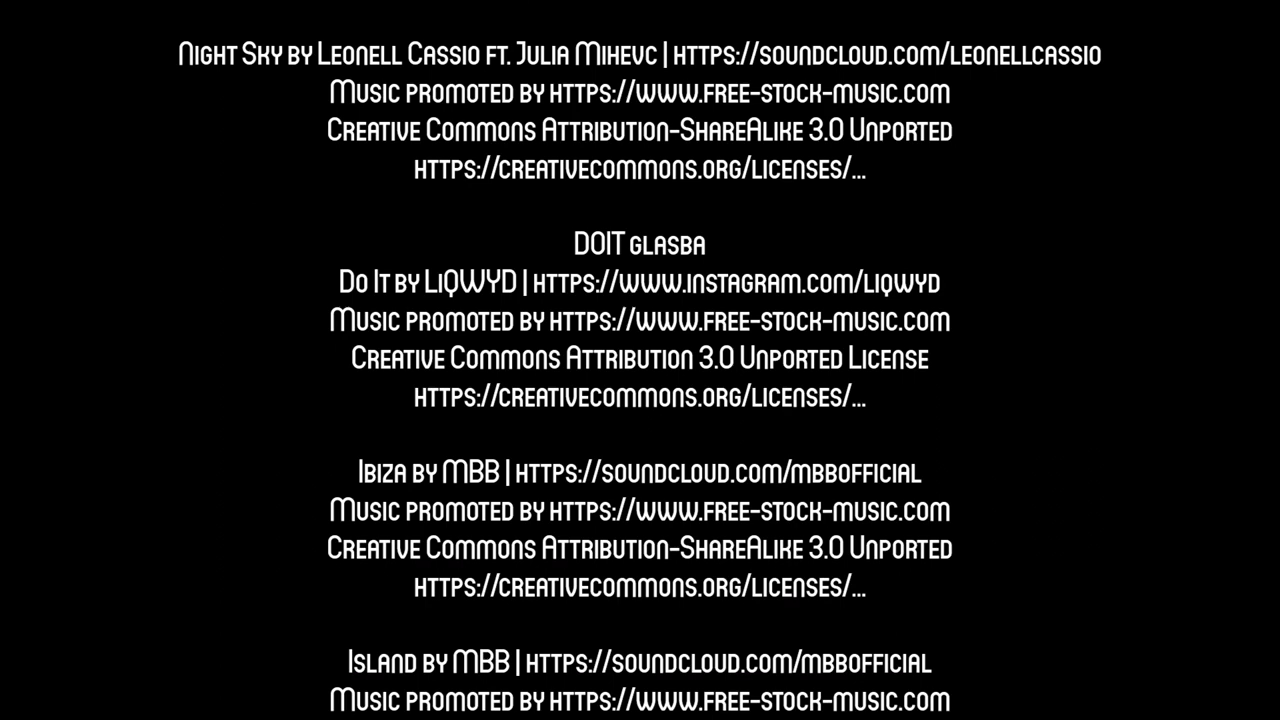 Night Sky by Leonell Cassio ft. Julia Mihevc | https://soundcloud.com/leonellcassio
Music promoted by https://www.free-stock-music.com
Creative Commons Attribution-ShareAlike 3.0 Unported
https://creativecommons.org/licenses/...
DOIT glasba
Do It by LiQWYD | https://www.instagram.com/liqwyd
Music promoted by https://www.free-stock-music.com
Creative Commons Attribution 3.0 Unported License
https://creativecommons.org/licenses/...
Ibiza by MBB | https://soundcloud.com/mbbofficial
Music promoted by https://www.free-stock-music.com
Creative Commons Attribution-ShareAlike 3.0 Unported
https://creativecommons.org/licenses/...
Island by MBB | https://soundcloud.com/mbbofficial
Music promoted by https://www.free-stock-music.com